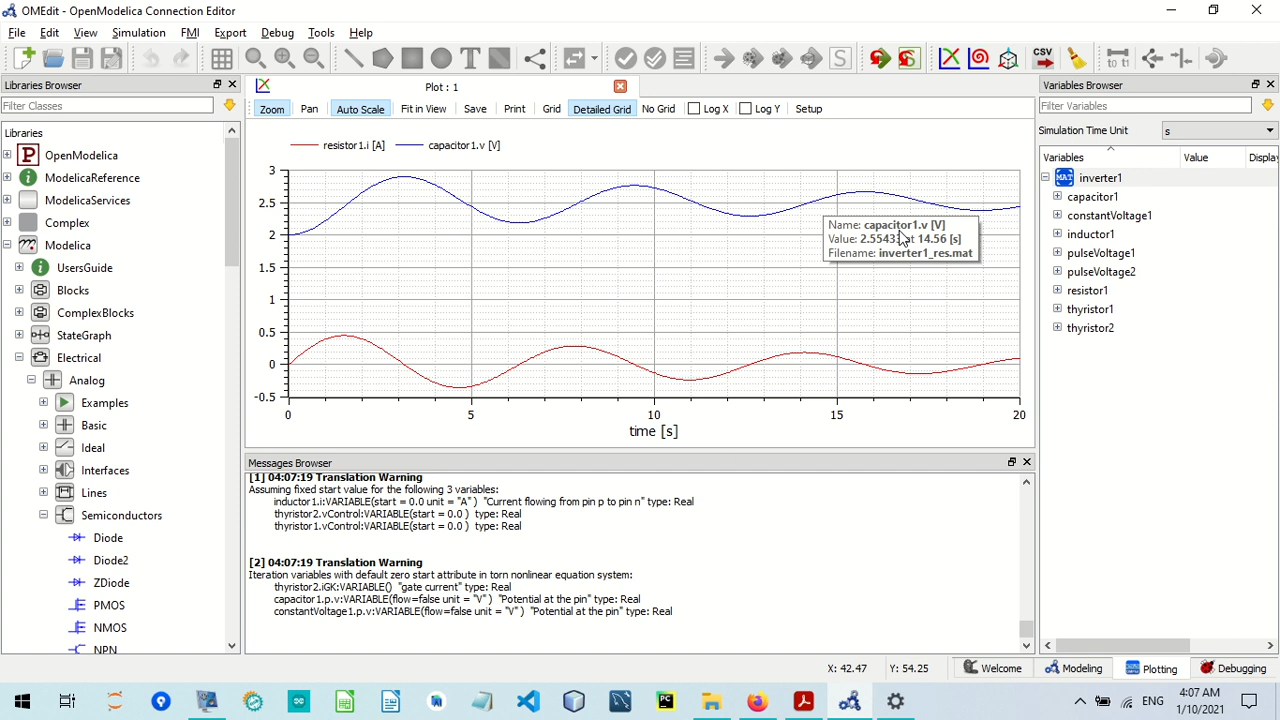 OMEdit - OpenModelica Connection Editor
File Edit View Simulation FMI Export Debug Tools Help
T S CSV to ti
Libraries Browser
Filter Classes
Libraries
P OpenModelica
i ModelicaReference
ModelicaServices
Complex
Modelica
i UsersGuide
Blocks
ComplexBlocks
StateGraph
Electrical
Analog
Examples
Basic
Ideal
Interfaces
Lines
Semiconductors
Diode
Diode2
ZDiode
PMOS
NMOS
NPN
Plot : 1
Zoom Pan Auto Scale Fit in View Save Print Grid Detailed Grid No Grid Log X Log Y Setup
resistor1.i [A] capacitor1.v [V]
3
2.5
2
1.5
1
0.5
0
-0.5
0 5 10 15 20
time [s]
Name: capacitor1.v [V]
at 14.56 [s]
Filename: inverter1_res.mat
Messages Browser
[1] 04:07:19 Translation Warning
Assuming fixed start value for the following 3 variables:
inductor1.i:VARIABLE(start = 0.0 unit = "A" ) "Current flowing from pin p to pin n" type: Real
thyristor2.vControl:VARIABLE(start = 0.0 ) type: Real
thyristor1.vControl:VARIABLE(start = 0.0 ) type: Real
[2] 04:07:19 Translation Warning
Iteration variables with default zero start attribute in torn nonlinear equation system:
thyristor2.iGK:VARIABLE() "gate current" type: Real
capacitor1.p.v:VARIABLE(flow=false unit = "V" ) "Potential at the pin" type: Real
constantVoltage1.p.v:VARIABLE(flow=false unit = "V" ) "Potential at the pin" type: Real
Variables Browser
Filter Variables
Simulation Time Unit s
Variables Value Displa
MAT inverter1
capacitor1
constantVoltage1
inductor1
pulseVoltage1
pulseVoltage2
resistor1
thyristor1
thyristor2
X: 42.47 Y: 54.25 Welcome Modeling Plotting Debugging
PC
ENG
4:07 AM
1/10/2021